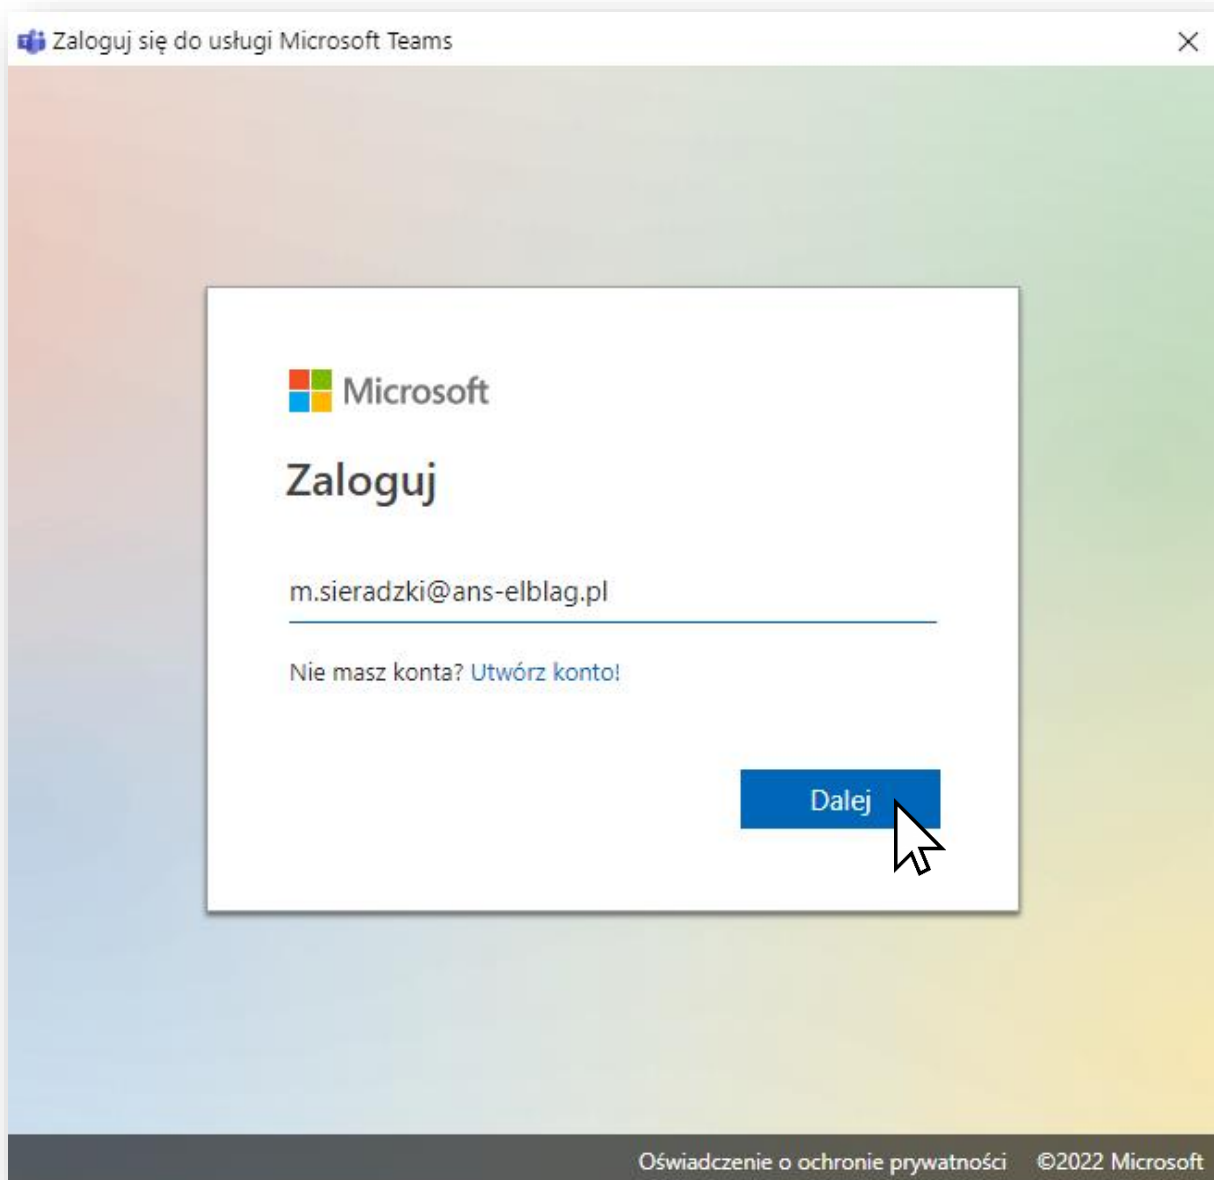 Zaloguj się do usługi Microsoft Teams
Microsoft
Zaloguj
m.sieradzki@ans-elblag.pl
Nie masz konta? Utwórz konto!
Dalej
Oświadczenie o ochronie prywatności ©2022 Microsoft